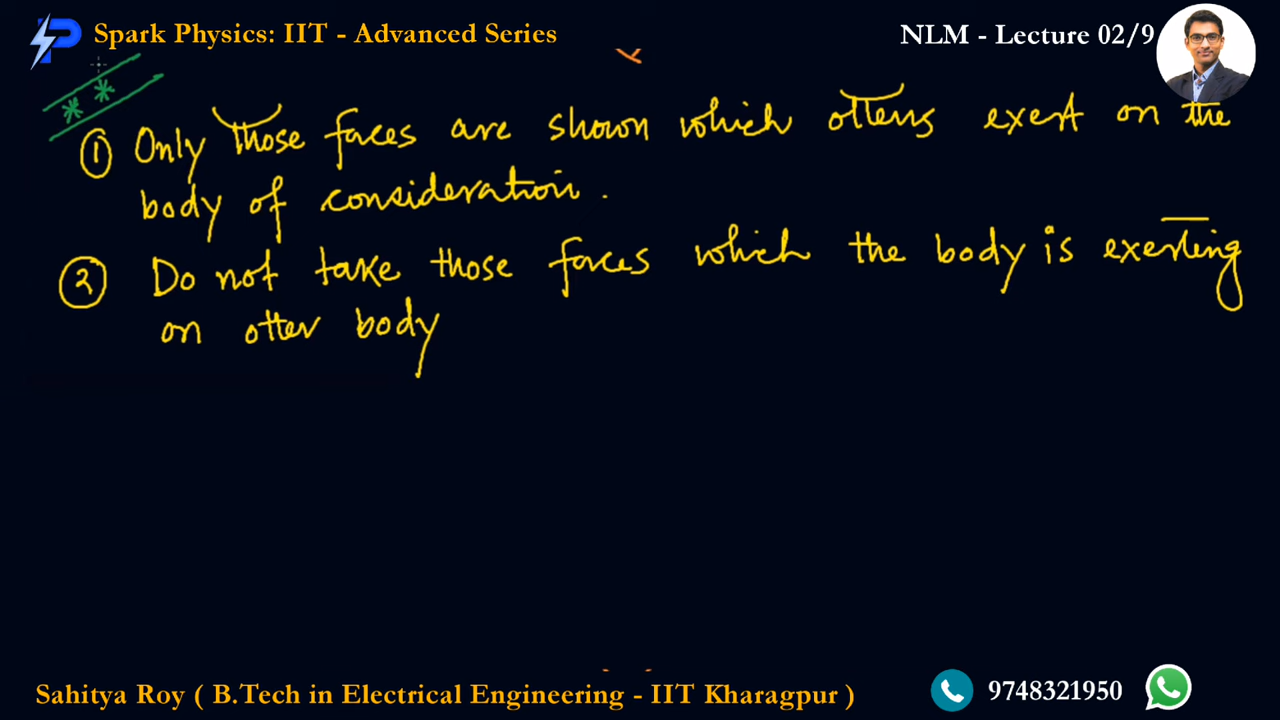 Spark Physics: IIT - Advanced Series
NLM - Lecture 02/9
① Only those forces are shown which others exert on the
body of consideration.
② Do not take those forces which the body is exerting
on other body
Sahitya Roy ( B.Tech in Electrical Engineering - IIT Kharagpur )
9748321950